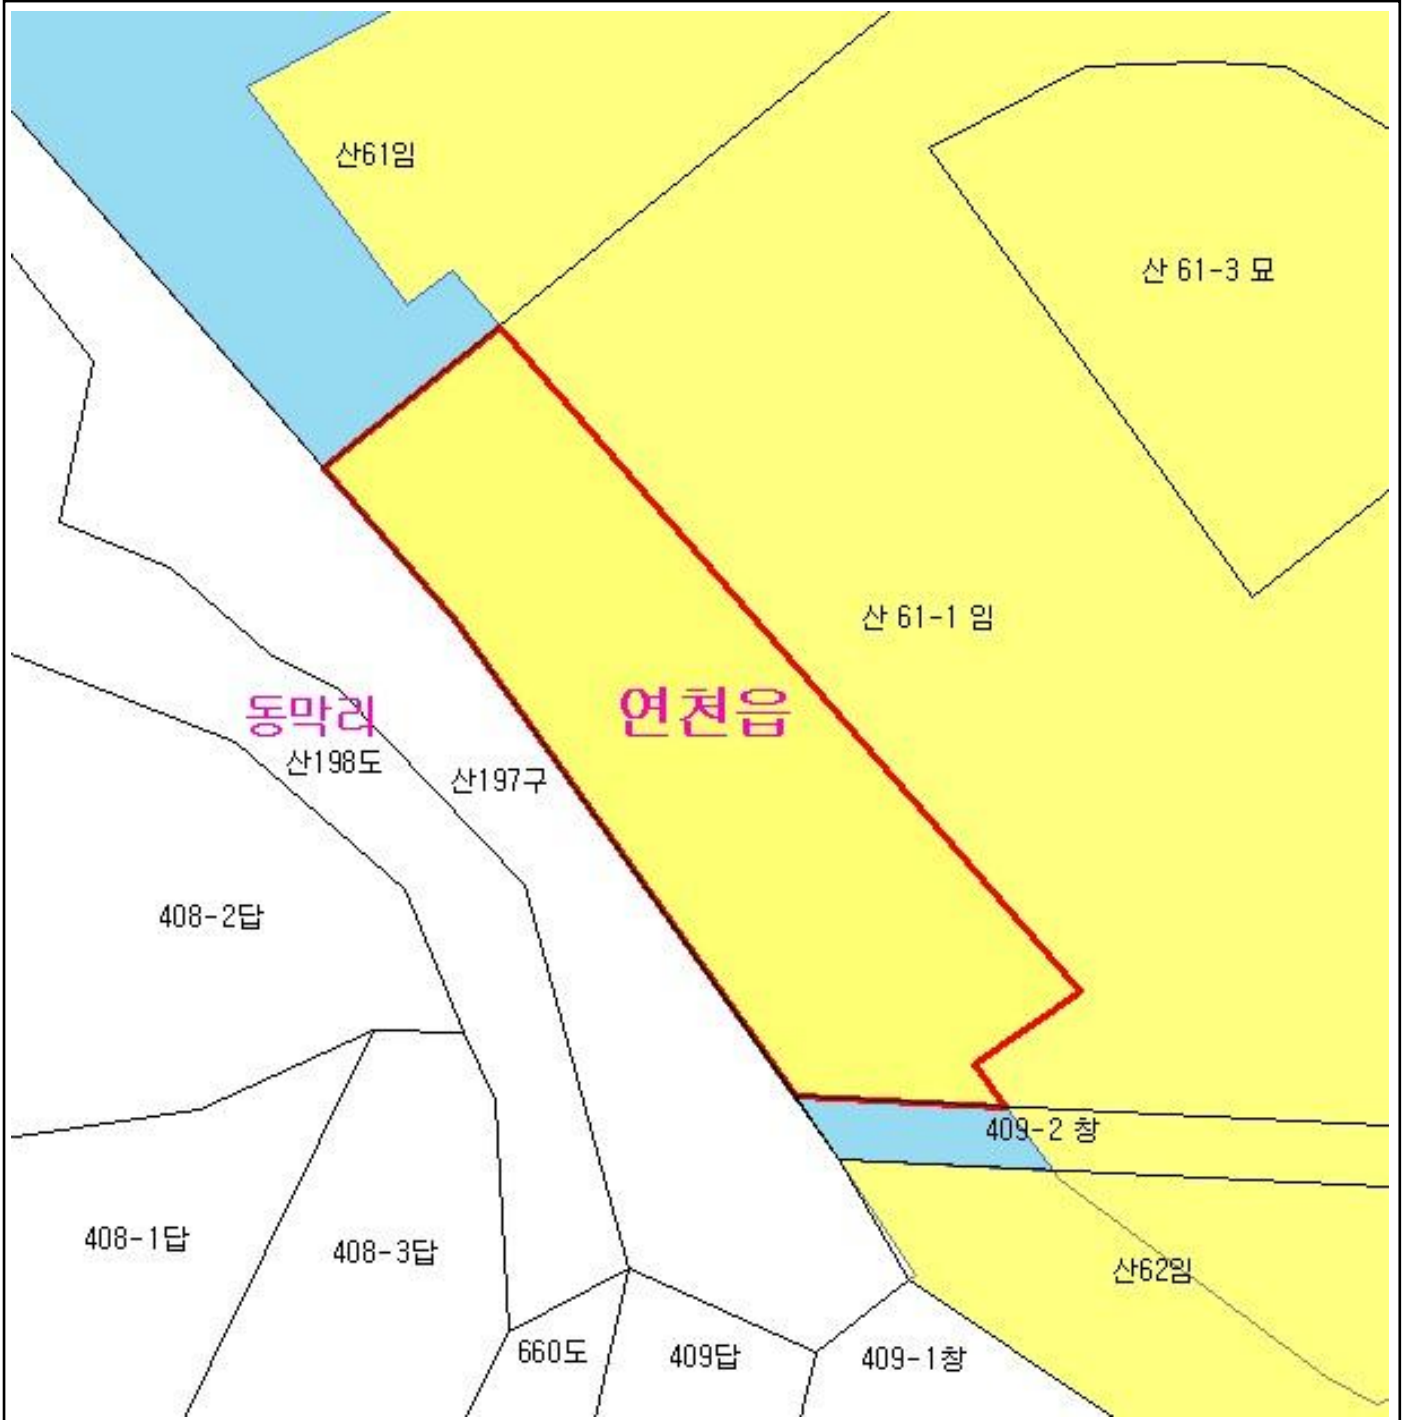 산61임
산 61-3 묘
산 61-1 임
연천읍
동막리
산198도
산197구
408-2답
409-2 창
408-1답
408-3답
산62임
660도
409답
409-1창